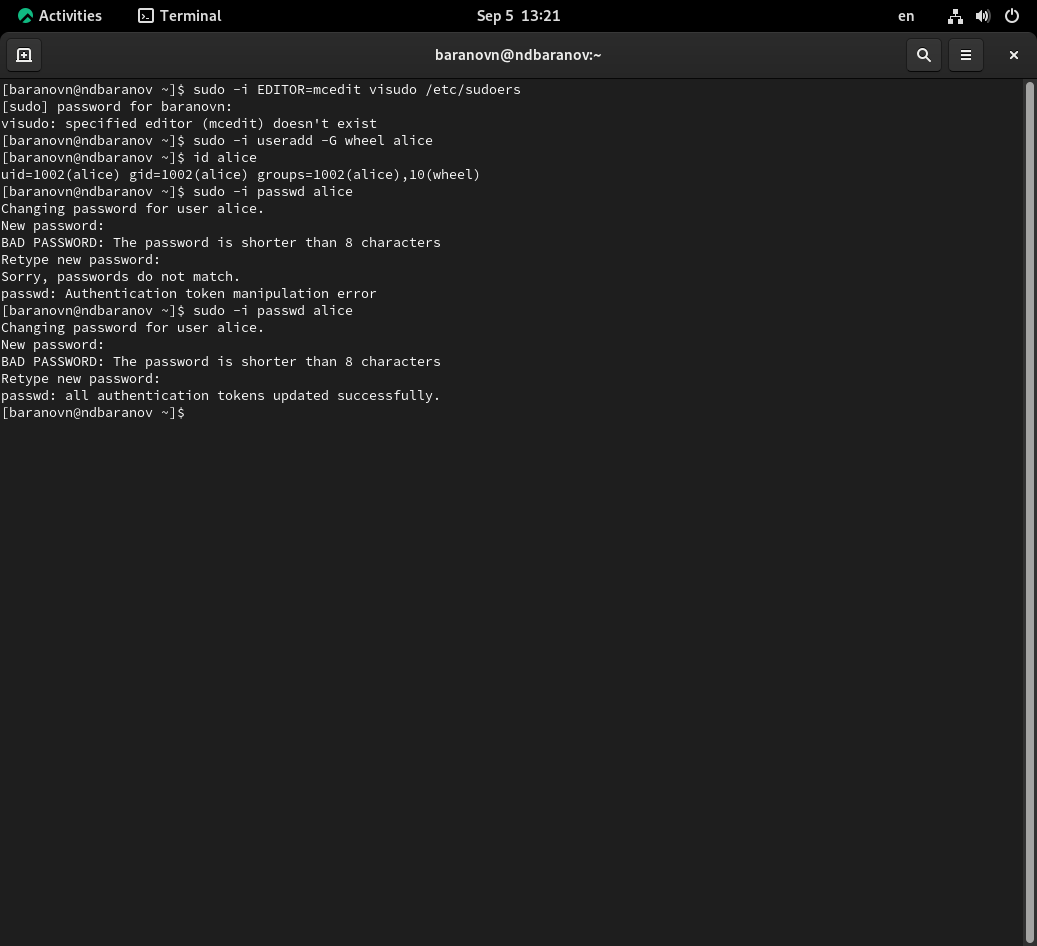 Activities Terminal Sep 5 13:21 en
baranovn@ndbaranov:~
[baranovn@ndbaranov ~]$ sudo -i EDITOR=mcedit visudo /etc/sudoers
[sudo] password for baranovn:
visudo: specified editor (mcedit) doesn't exist
[baranovn@ndbaranov ~]$ sudo -i useradd -G wheel alice
[baranovn@ndbaranov ~]$ id alice
uid=1002(alice) gid=1002(alice) groups=1002(alice),10(wheel)
[baranovn@ndbaranov ~]$ sudo -i passwd alice
Changing password for user alice.
New password:
BAD PASSWORD: The password is shorter than 8 characters
Retype new password:
Sorry, passwords do not match.
passwd: Authentication token manipulation error
[baranovn@ndbaranov ~]$ sudo -i passwd alice
Changing password for user alice.
New password:
BAD PASSWORD: The password is shorter than 8 characters
Retype new password:
passwd: all authentication tokens updated successfully.
[baranovn@ndbaranov ~]$